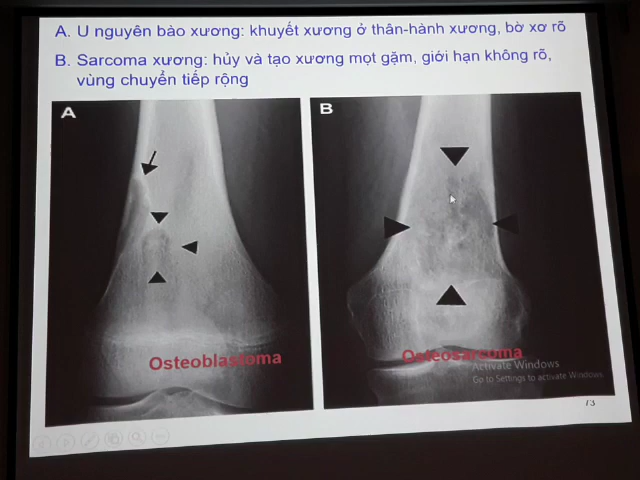 A. U nguyên bào xương: khuyết xương ở thân-hành xương, bờ xơ rõ
B. Sarcoma xương: hủy và tạo xương mọt gặm, giới hạn không rõ,
vùng chuyển tiếp rộng
A
B
Osteoblastoma
Osteosarcoma
Activate Windows
Go to Settings to activate Windows.
73